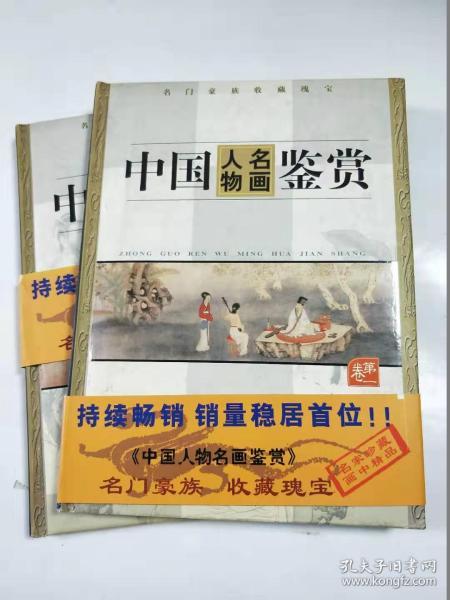 名门豪族收藏瑰宝
中国人物名画鉴赏
ZHONG GUO REN WU MING HUA JIAN SHANG
第一卷
持续畅销 销量稳居首位!!
《中国人物名画鉴赏》
名门豪族 收藏瑰宝
名家珍藏
画中精品
名
中
持续
名
孔夫子旧书网
www.kongfz.com